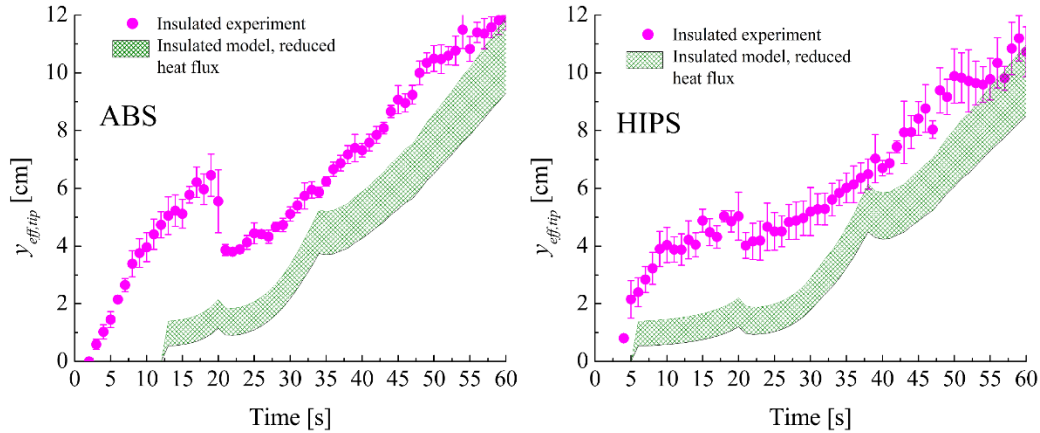 12
10
8
6
4
2
0
y_eff,tip [cm]
Insulated experiment
Insulated model, reduced
heat flux
ABS
0 5 10 15 20 25 30 35 40 45 50 55 60
Time [s]
12
10
8
6
4
2
0
y_eff,tip [cm]
Insulated experiment
Insulated model, reduced
heat flux
HIPS
0 5 10 15 20 25 30 35 40 45 50 55 60
Time [s]